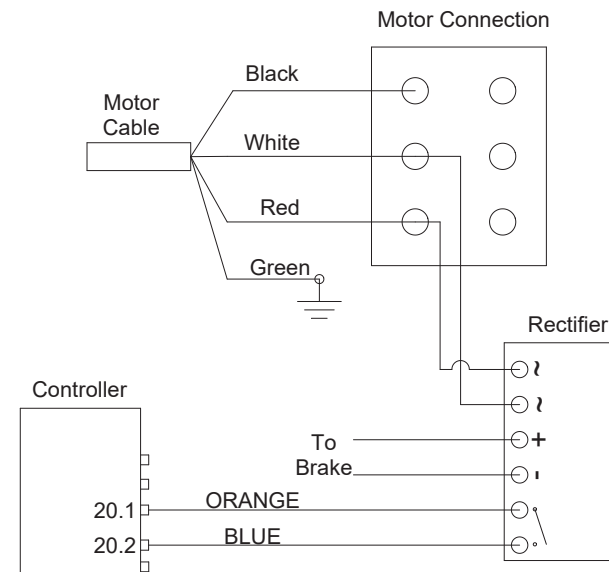 Motor Connection
Black
Motor
Cable
White
Red
Green
Rectifier
~
~
Controller
To
Brake
+
-
20.1
ORANGE
20.2
BLUE